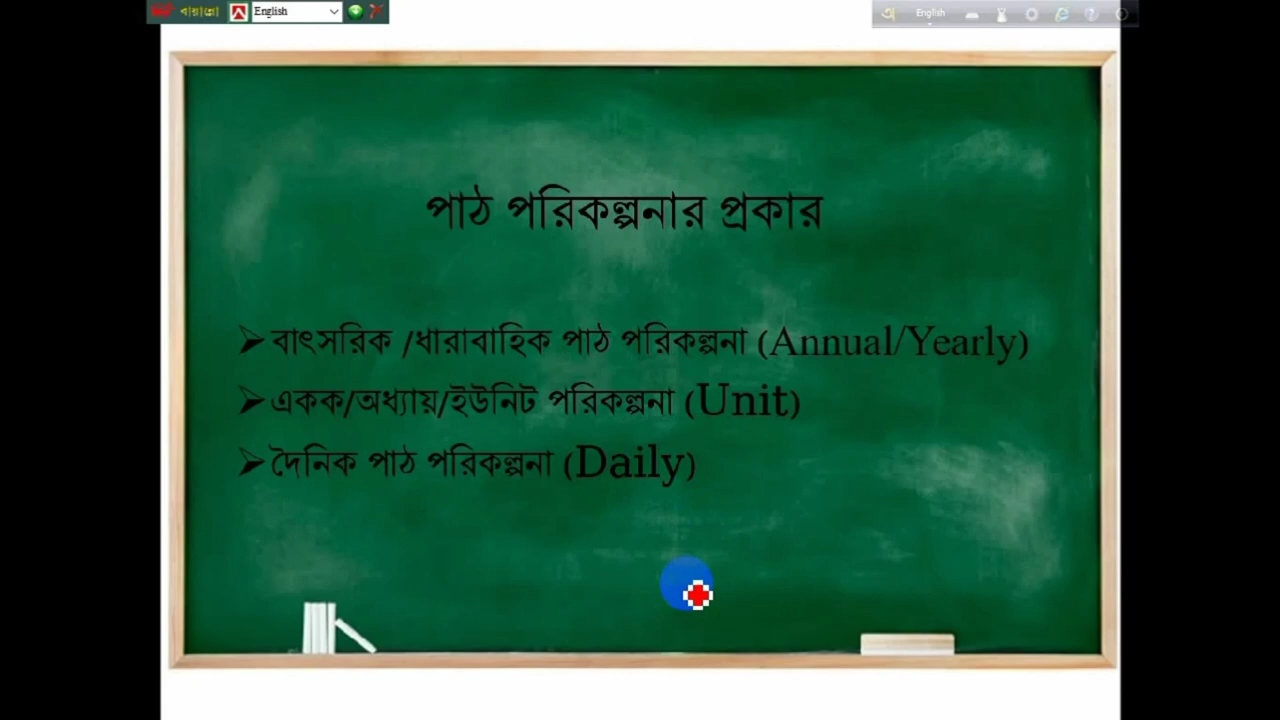 বায়ান্নো English English
পাঠ পরিকল্পনার প্রকার
বাৎসরিক /ধারাবাহিক পাঠ পরিকল্পনা (Annual/Yearly)
একক/অধ্যায়/ইউনিট পরিকল্পনা (Unit)
দৈনিক পাঠ পরিকল্পনা (Daily)